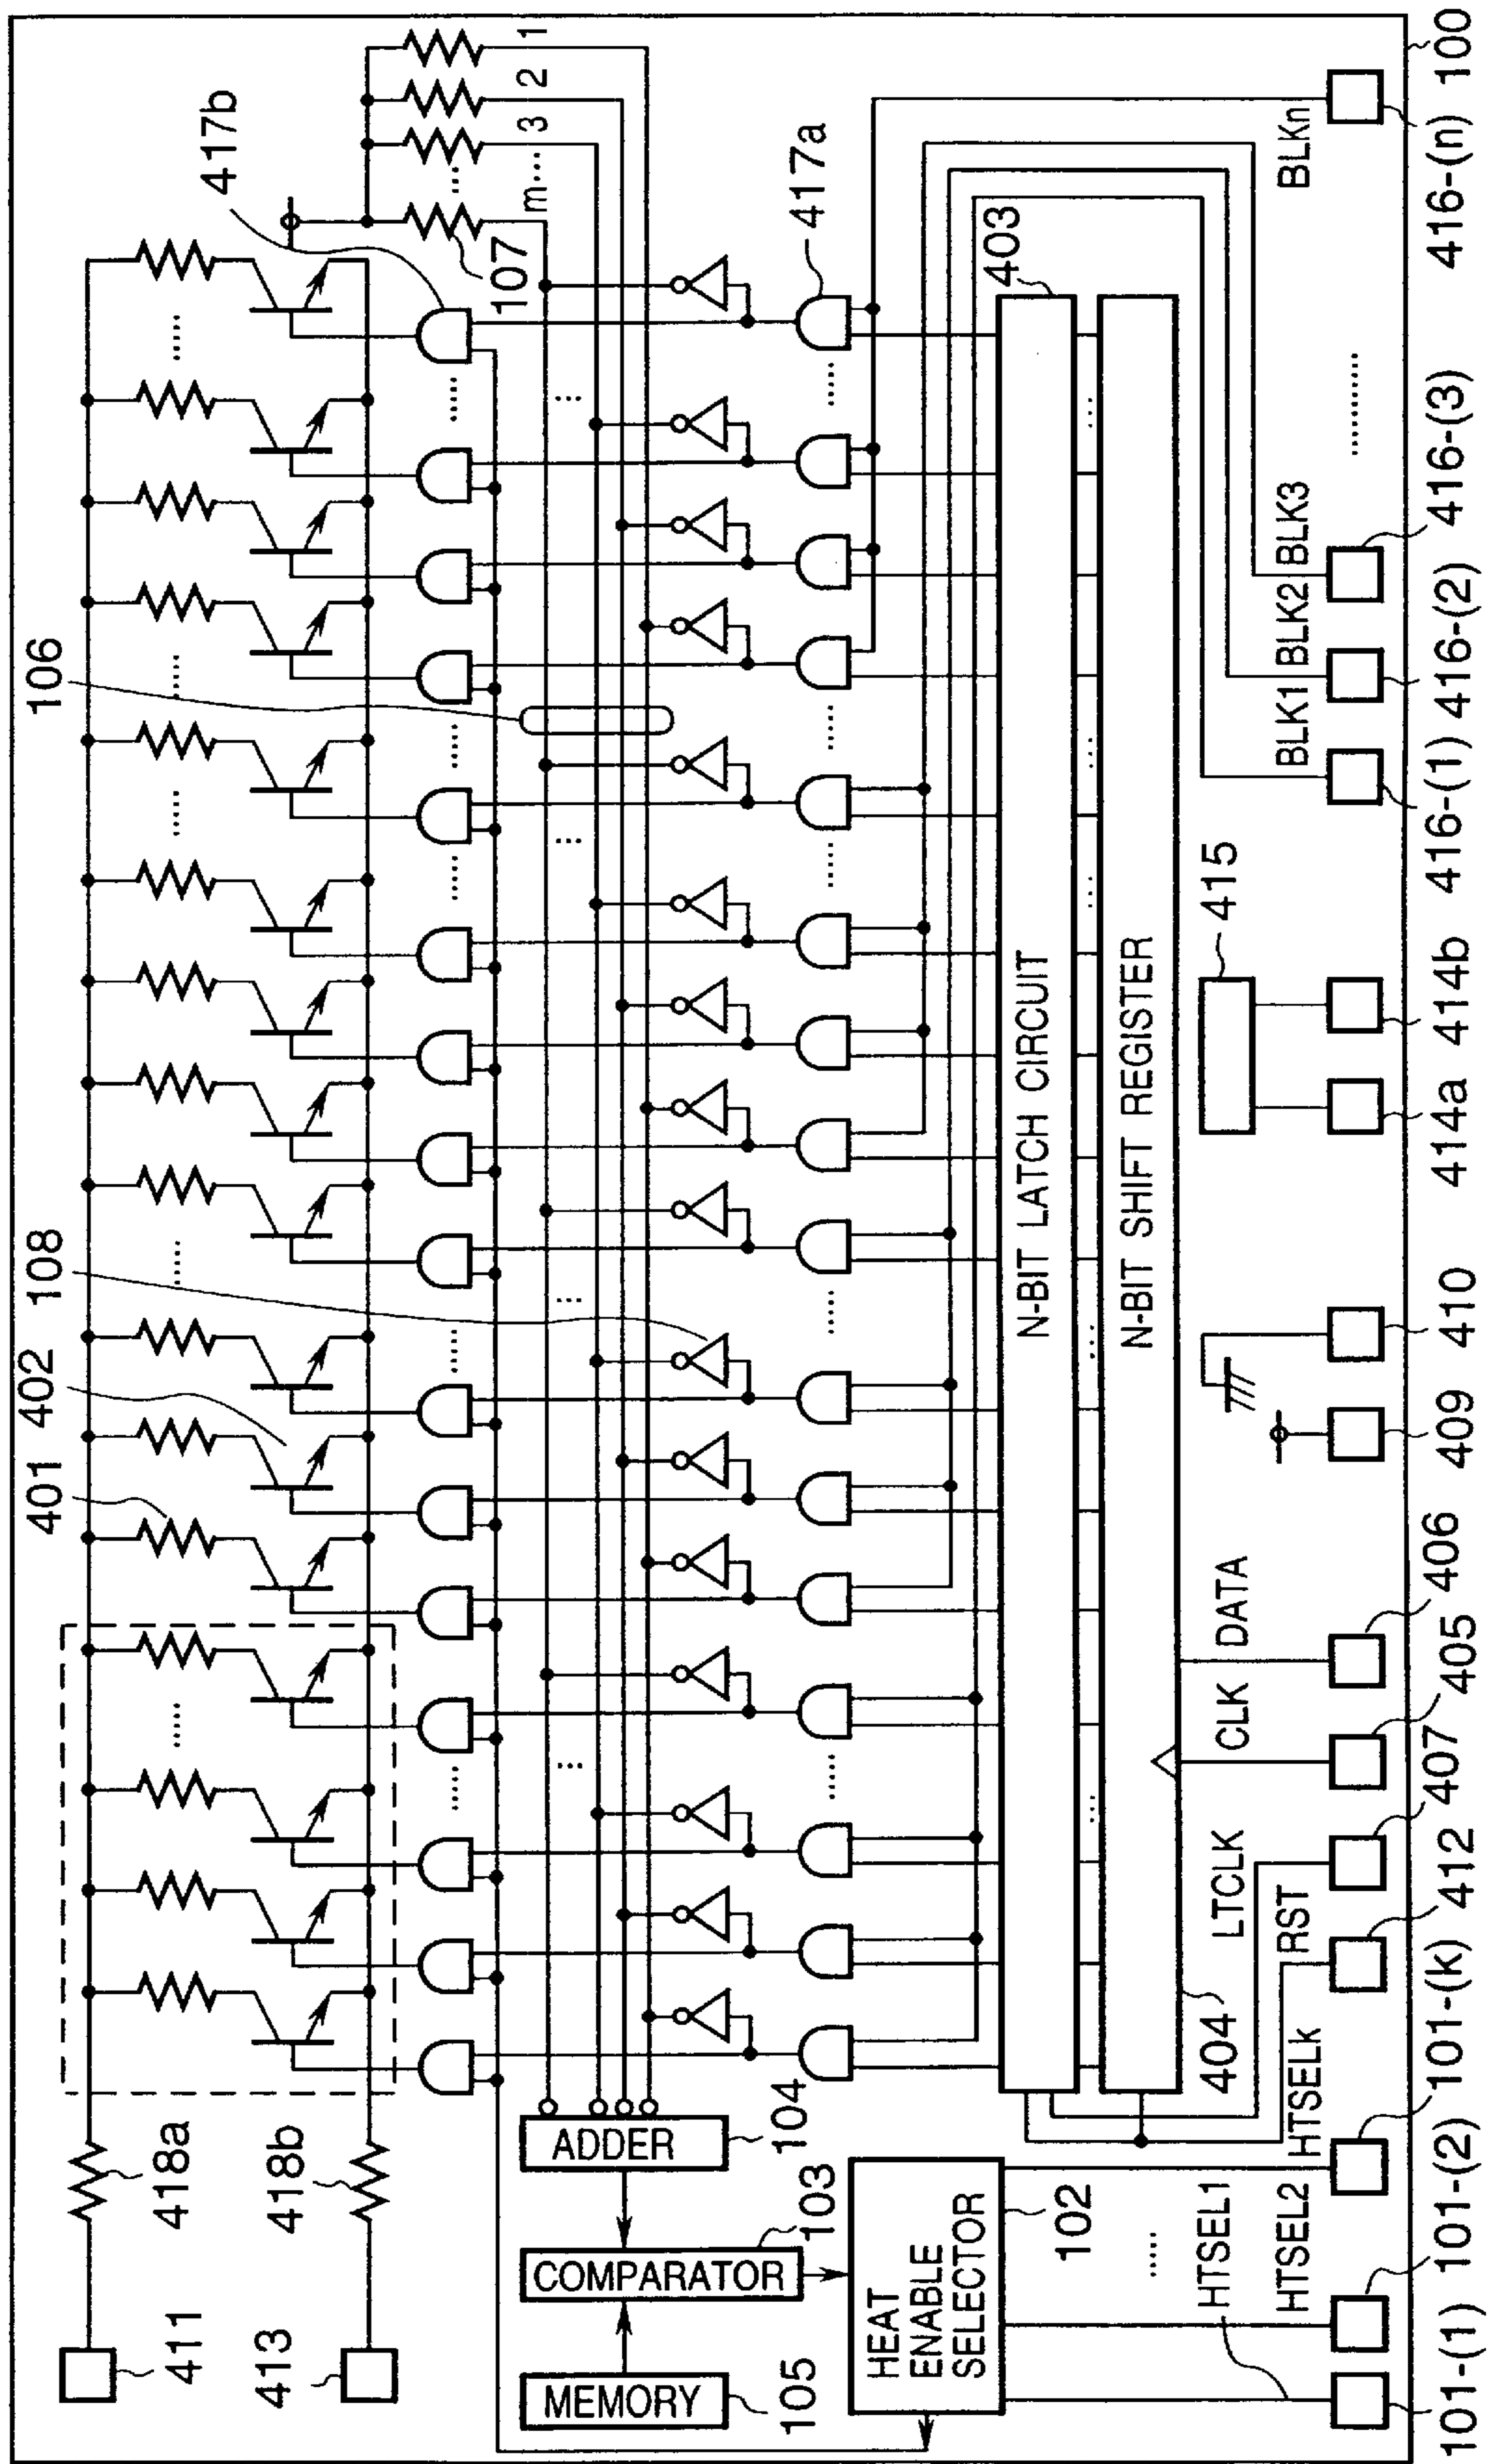 411
418a
401
402
108
106
417b
413
418b
107
m····
3
2
1
MEMORY
105
COMPARATOR
103
ADDER
104
HEAT
ENABLE
SELECTOR
102
417a
403
N-BIT LATCH CIRCUIT
N-BIT SHIFT REGISTER
404
415
HTSEL1
HTSEL2
HTSELk
RST
LTCLK
CLK
DATA
BLK1
BLK2
BLK3
BLKn
101-(1)
101-(2)
101-(k)
412
407
405
406
409
410
414a
414b
416-(1)
416-(2)
416-(3)
416-(n)
100